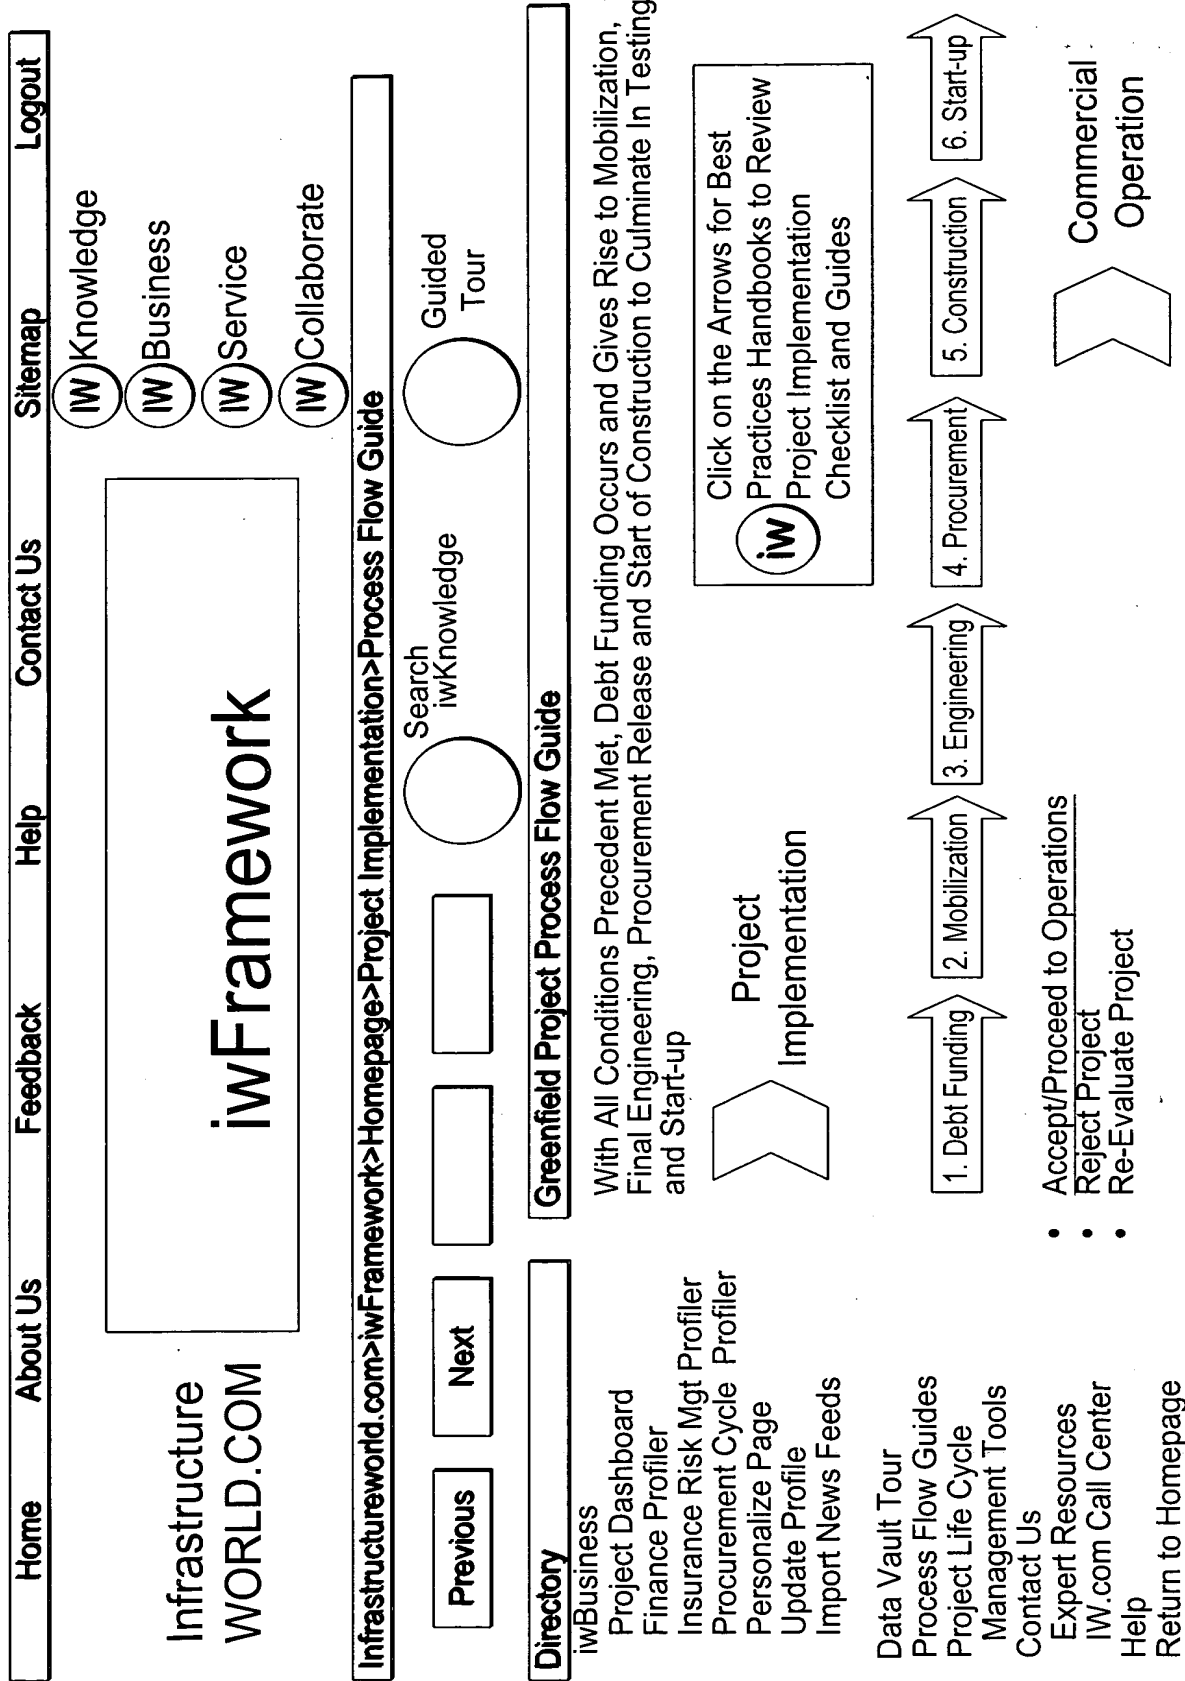 Home About Us Feedback Help Contact Us Sitemap Logout
Infrastructure
WORLD.COM
iwFramework
IW Knowledge
IW Business
IW Service
IW Collaborate
Infrastructureworld.com>iwFramework>Homepage>Project Implementation>Process Flow Guide
Previous
Next
Search
iwKnowledge
Guided
Tour
Directory
iwBusiness
Project Dashboard
Finance Profiler
Insurance Risk Mgt Profiler
Procurement Cycle Profiler
Personalize Page
Update Profile
Import News Feeds
Data Vault Tour
Process Flow Guides
Project Life Cycle
Management Tools
Contact Us
Expert Resources
IW.com Call Center
Help
Return to Homepage
Greenfield Project Process Flow Guide
With All Conditions Precedent Met, Debt Funding Occurs and Gives Rise to Mobilization,
Final Engineering, Procurement Release and Start of Construction to Culminate In Testing
and Start-up
Project
Implementation
iw
Click on the Arrows for Best
Practices Handbooks to Review
Project Implementation
Checklist and Guides
1. Debt Funding
2. Mobilization
3. Engineering
4. Procurement
5. Construction
6. Start-up
• Accept/Proceed to Operations
• Reject Project
• Re-Evaluate Project
Commercial
Operation